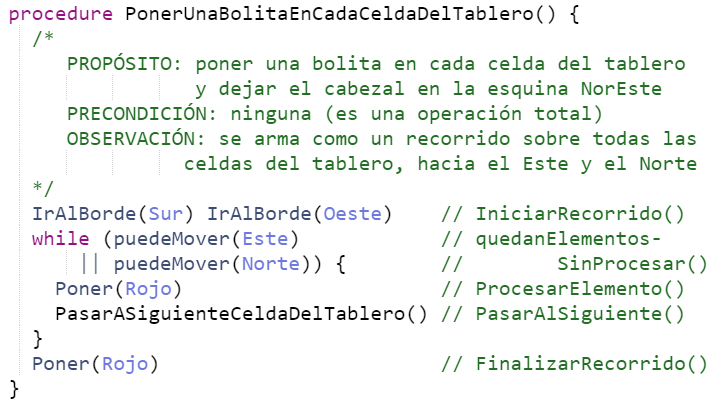 procedure PonerUnaBolitaEnCadaCeldaDelTablero() {
/*
PROPÓSITO: poner una bolita en cada celda del tablero
y dejar el cabezal en la esquina NorEste
PRECONDICIÓN: ninguna (es una operación total)
OBSERVACIÓN: se arma como un recorrido sobre todas las
celdas del tablero, hacia el Este y el Norte
*/
IrAlBorde(Sur) IrAlBorde(Oeste) // IniciarRecorrido()
while (puedeMover(Este) // quedanElementos-
|| puedeMover(Norte)) { // SinProcesar()
Poner(Rojo) // ProcesarElemento()
PasarASiguienteCeldaDelTablero() // PasarAlSiguiente()
}
Poner(Rojo) // FinalizarRecorrido()
}